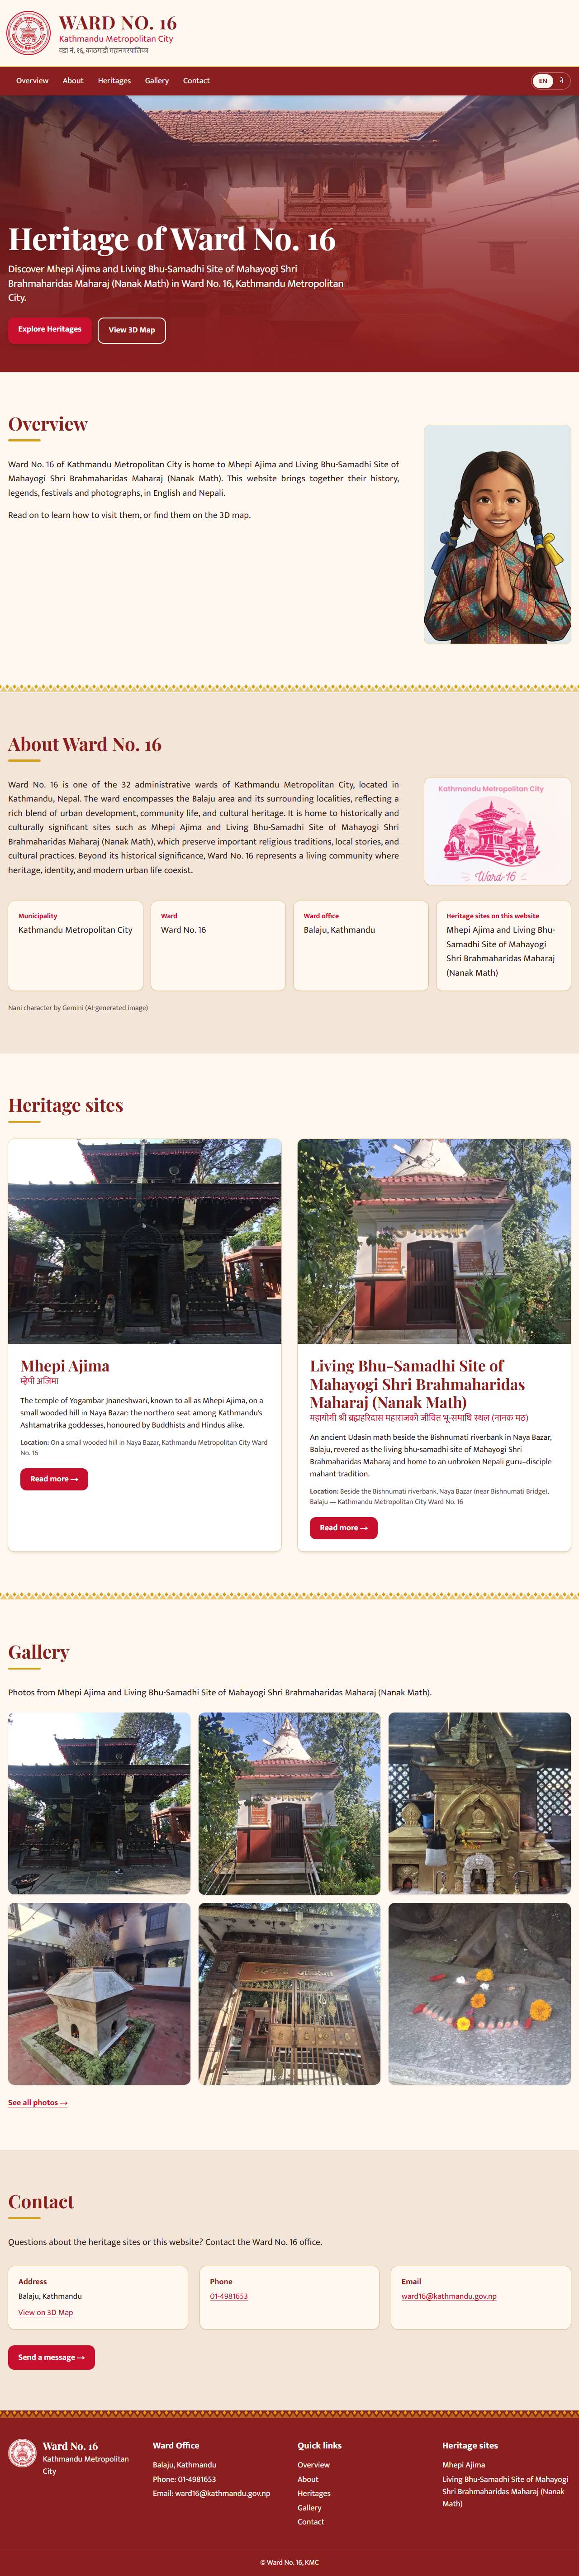 WARD NO. 16
Kathmandu Metropolitan City
वडा नं. १६, काठमाडौं महानगरपालिका
Overview About Heritages Gallery Contact EN ने
Heritage of Ward No. 16
Discover Mhepi Ajima and Living Bhu-Samadhi Site of Mahayogi Shri
Brahmaharidas Maharaj (Nanak Math) in Ward No. 16, Kathmandu Metropolitan
City.
Explore Heritages View 3D Map
Overview
Ward No. 16 of Kathmandu Metropolitan City is home to Mhepi Ajima and Living Bhu-Samadhi Site of
Mahayogi Shri Brahmaharidas Maharaj (Nanak Math). This website brings together their history,
legends, festivals and photographs, in English and Nepali.
Read on to learn how to visit them, or find them on the 3D map.
About Ward No. 16
Ward No. 16 is one of the 32 administrative wards of Kathmandu Metropolitan City, located in
Kathmandu, Nepal. The ward encompasses the Balaju area and its surrounding localities, reflecting a
rich blend of urban development, community life, and cultural heritage. It is home to historically and
culturally significant sites such as Mhepi Ajima and Living Bhu-Samadhi Site of Mahayogi Shri
Brahmaharidas Maharaj (Nanak Math), which preserve important religious traditions, local stories, and
cultural practices. Beyond its historical significance, Ward No. 16 represents a living community where
heritage, identity, and modern urban life coexist.
Kathmandu Metropolitan City
Ward-16
Municipality
Kathmandu Metropolitan City
Ward
Ward No. 16
Ward office
Balaju, Kathmandu
Heritage sites on this website
Mhepi Ajima and Living Bhu-
Samadhi Site of Mahayogi
Shri Brahmaharidas Maharaj
(Nanak Math)
Nani character by Gemini (AI-generated image)
Heritage sites
Mhepi Ajima
म्हेपी अजिमा
The temple of Yogambar Jnaneshwari, known to all as Mhepi Ajima, on a
small wooded hill in Naya Bazar: the northern seat among Kathmandu's
Ashtamatrika goddesses, honoured by Buddhists and Hindus alike.
Location: On a small wooded hill in Naya Bazar, Kathmandu Metropolitan City Ward
No. 16
Read more →
Living Bhu-Samadhi Site of
Mahayogi Shri Brahmaharidas
Maharaj (Nanak Math)
महायोगी श्री ब्रह्महरिदास महाराजको जीवित भू-समाधि स्थल (नानक मठ)
An ancient Udasin math beside the Bishnumati riverbank in Naya Bazar,
Balaju, revered as the living bhu-samadhi site of Mahayogi Shri
Brahmaharidas Maharaj and home to an unbroken Nepali guru–disciple
mahant tradition.
Location: Beside the Bishnumati riverbank, Naya Bazar (near Bishnumati Bridge),
Balaju — Kathmandu Metropolitan City Ward No. 16
Read more →
Gallery
Photos from Mhepi Ajima and Living Bhu-Samadhi Site of Mahayogi Shri Brahmaharidas Maharaj (Nanak Math).
See all photos →
Contact
Questions about the heritage sites or this website? Contact the Ward No. 16 office.
Address
Balaju, Kathmandu
View on 3D Map
Phone
01-4981653
Email
ward16@kathmandu.gov.np
Send a message →
Ward No. 16
Kathmandu Metropolitan
City
Ward Office
Balaju, Kathmandu
Phone: 01-4981653
Email: ward16@kathmandu.gov.np
Quick links
Overview
About
Heritages
Gallery
Contact
Heritage sites
Mhepi Ajima
Living Bhu-Samadhi Site of Mahayogi
Shri Brahmaharidas Maharaj (Nanak
Math)
© Ward No. 16, KMC